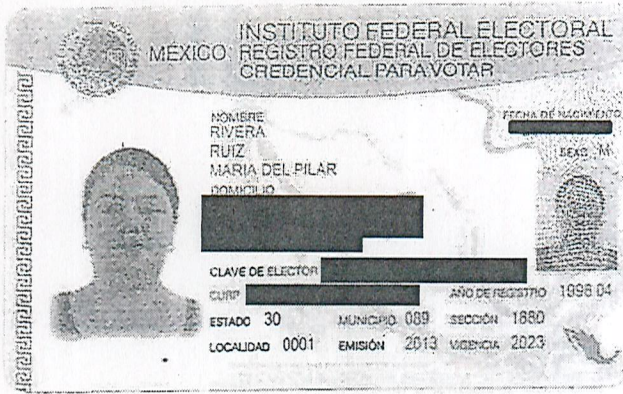 INSTITUTO FEDERAL ELECTORAL
MÉXICO REGISTRO FEDERAL DE ELECTORES
CREDENCIAL PARA VOTAR
NOMBRE
RIVERA
RUIZ
MARIA DEL PILAR
FECHA DE NACIMIENTO
SEXO M
DOMICILIO
CLAVE DE ELECTOR
CURP
AÑO DE REGISTRO 1998 04
ESTADO 30 MUNICIPIO 089 SECCIÓN 1880
LOCALIDAD 0001 EMISIÓN 2013 VIGENCIA 2023